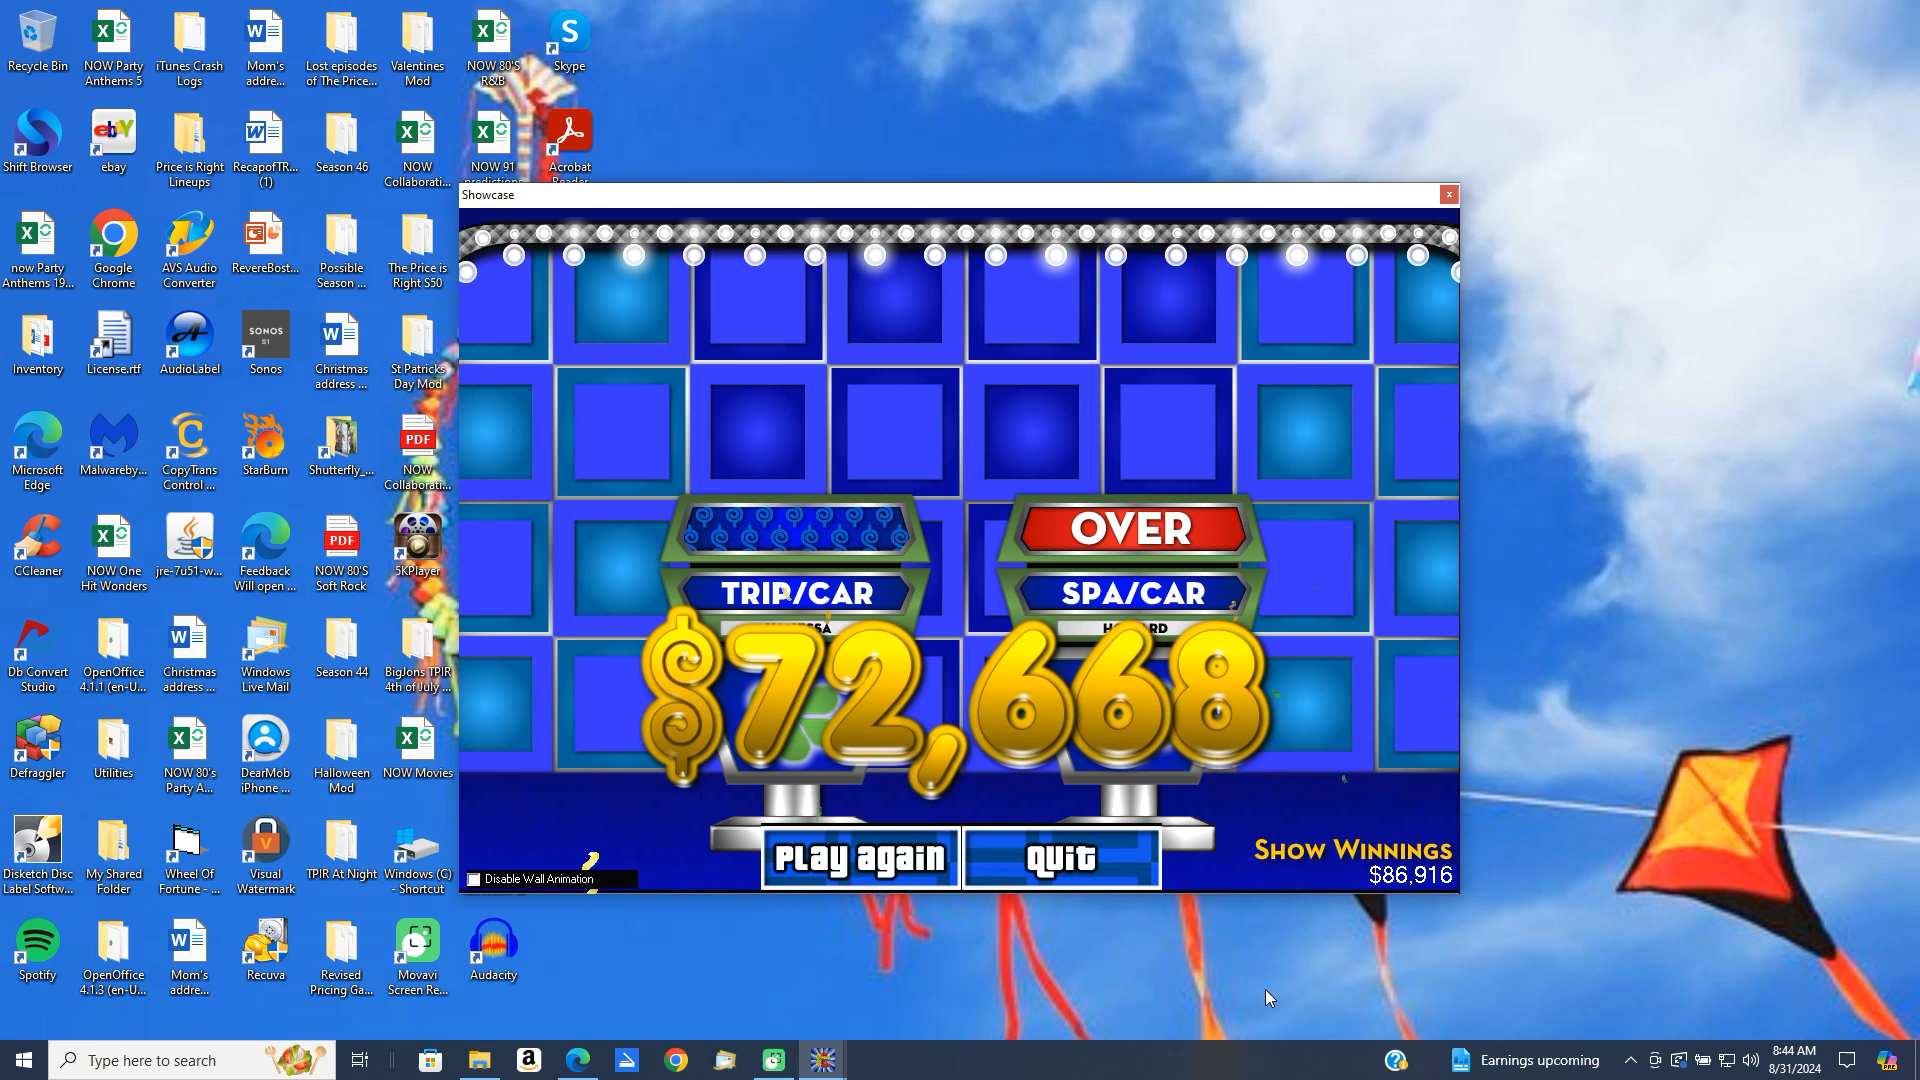 Recycle Bin
NOW Party
Anthems 5
iTunes Crash
Logs
Mom's
addre...
Lost episodes
of The Price...
Valentines
Mod
NOW 80'S
R&B
Skype
Shift Browser
ebay
Price is Right
Lineups
RecapofTR...
(1)
Season 46
NOW
Collaborati...
NOW 91
predictions
Acrobat
Reader
Showcase
now Party
Anthems 19...
Google
Chrome
AVS Audio
Converter
RevereBost...
Possible
Season ...
The Price is
Right S50
SONOS
S1
Inventory
License.rtf
AudioLabel
Sonos
Christmas
address ...
St Patricks
Day Mod
PDF
Microsoft
Edge
Malwareby...
CopyTrans
Control ...
StarBurn
Shutterfly_...
NOW
Collaborati...
OVER
TRIP/CAR
SPA/CAR
PDF
CCleaner
NOW One
Hit Wonders
jre-7u51-w...
Feedback
Will open ...
NOW 80'S
Soft Rock
5KPlayer
$72,668
Db Convert
Studio
OpenOffice
4.1.1 (en-U...
Christmas
address ...
Windows
Live Mail
Season 44
BigJons TPIR
4th of July ...
Defraggler
Utilities
NOW 80's
Party A...
DearMob
iPhone ...
Halloween
Mod
NOW Movies
Play again
Quit
Show Winnings
$86,916
Disable Wall Animation
Disketch Disc
Label Softw...
My Shared
Folder
Wheel Of
Fortune - ...
Visual
Watermark
TPIR At Night
Windows (C)
- Shortcut
Spotify
OpenOffice
4.1.3 (en-U...
Mom's
addre...
Recuva
Revised
Pricing Ga...
Movavi
Screen Re...
Audacity
Type here to search
Earnings upcoming
8:44 AM
8/31/2024